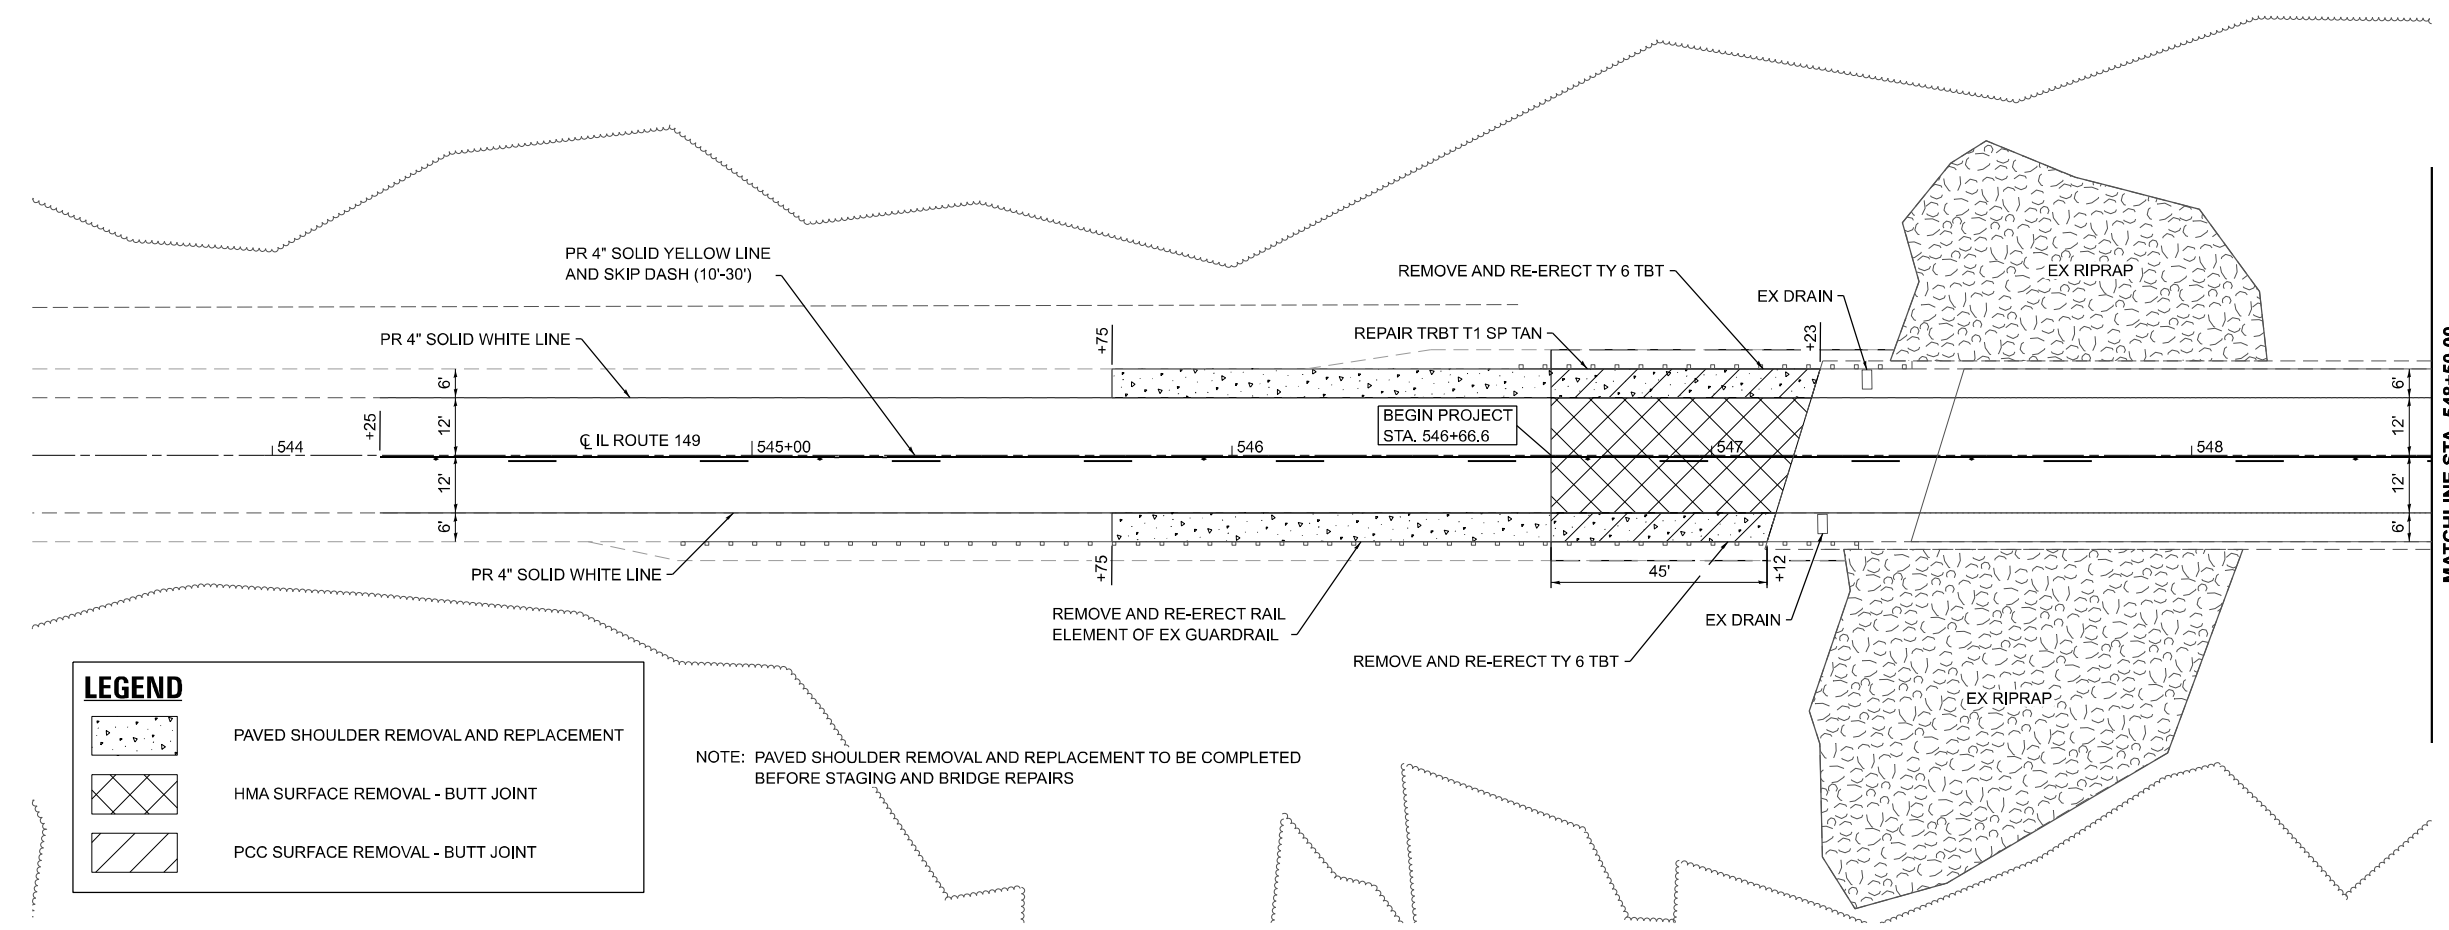 PR 4" SOLID YELLOW LINE
AND SKIP DASH (10'-30')
REMOVE AND RE-ERECT TY 6 TBT
EX RIPRAP
EX DRAIN
PR 4" SOLID WHITE LINE
REPAIR TRBT T1 SP TAN
+75
+23
6'
6'
+25
12'
12'
BEGIN PROJECT
STA. 546+66.6
℄ IL ROUTE 149
544
545+00
546
547
548
12'
12'
6'
6'
MATCHLINE STA. 548+50.00
PR 4" SOLID WHITE LINE
+75
45'
+12
REMOVE AND RE-ERECT RAIL
ELEMENT OF EX GUARDRAIL
EX DRAIN
REMOVE AND RE-ERECT TY 6 TBT
EX RIPRAP
LEGEND
PAVED SHOULDER REMOVAL AND REPLACEMENT
HMA SURFACE REMOVAL - BUTT JOINT
PCC SURFACE REMOVAL - BUTT JOINT
NOTE: PAVED SHOULDER REMOVAL AND REPLACEMENT TO BE COMPLETED
BEFORE STAGING AND BRIDGE REPAIRS